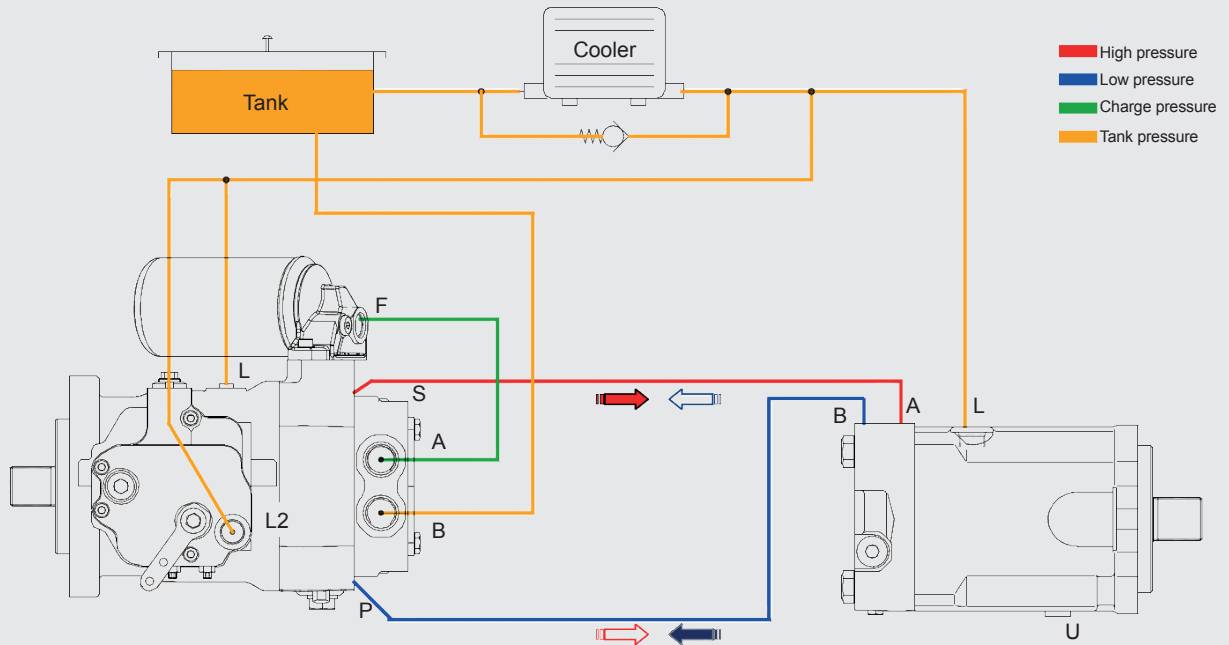 Cooler
High pressure
Low pressure
Charge pressure
Tank pressure
Tank
F
L
S
A
B
L2
P
B
A
L
U